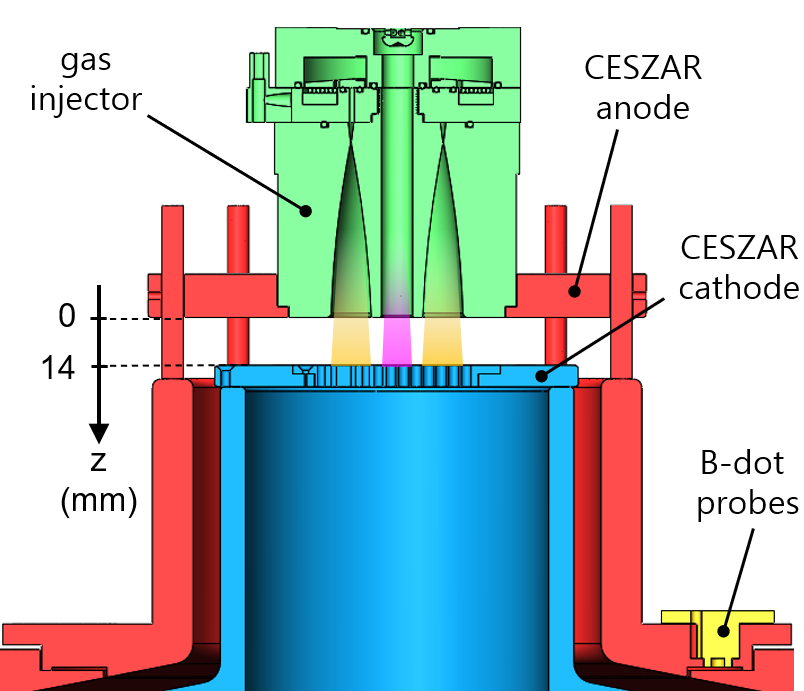 gas
injector
CESZAR
anode
CESZAR
cathode
0
14
z
(mm)
B-dot
probes